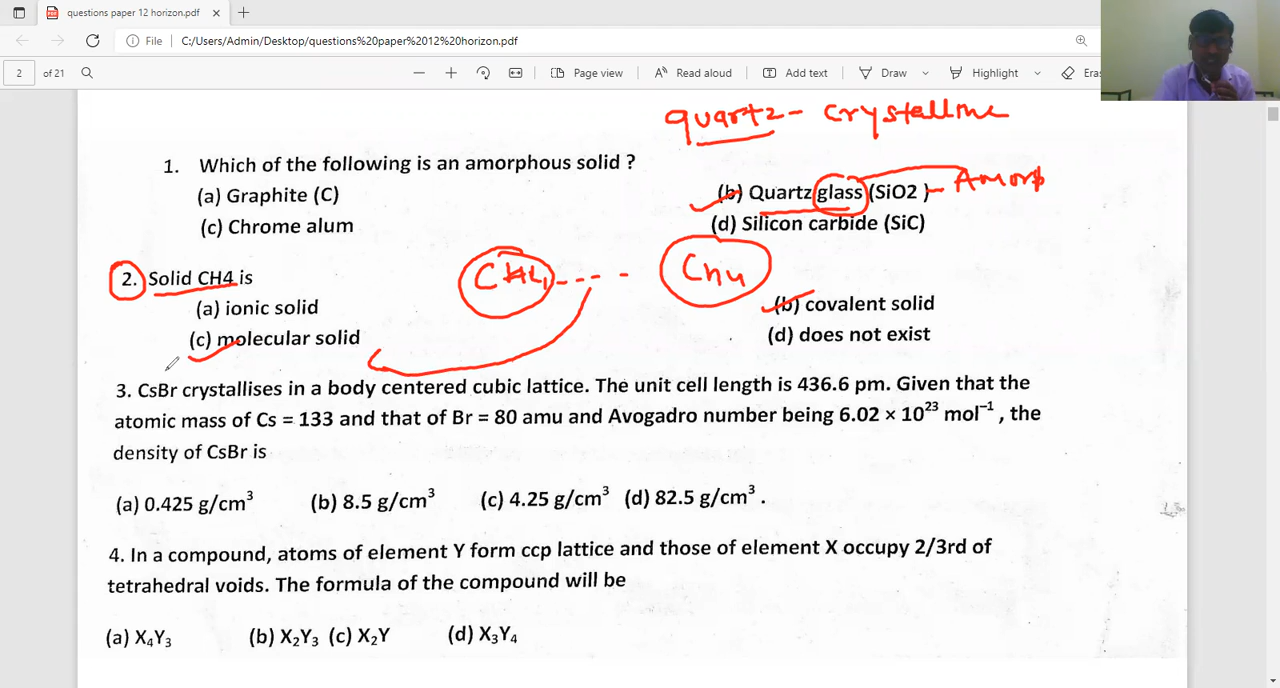 questions paper 12 horizon.pdf
File C:/Users/Admin/Desktop/questions%20paper%2012%20horizon.pdf
2 of 21 Page view Read aloud Add text Draw Highlight Eras
quartz - crystalline
1. Which of the following is an amorphous solid ?
(a) Graphite (C) (b) Quartz glass (SiO2 ) - Amorp
(c) Chrome alum (d) Silicon carbide (SiC)
2. Solid CH4 is CH4 ---- CH4
(a) ionic solid (b) covalent solid
(c) molecular solid (d) does not exist
3. CsBr crystallises in a body centered cubic lattice. The unit cell length is 436.6 pm. Given that the
atomic mass of Cs = 133 and that of Br = 80 amu and Avogadro number being 6.02 × 10²³ mol⁻¹ , the
density of CsBr is
(a) 0.425 g/cm³ (b) 8.5 g/cm³ (c) 4.25 g/cm³ (d) 82.5 g/cm³ .
4. In a compound, atoms of element Y form ccp lattice and those of element X occupy 2/3rd of
tetrahedral voids. The formula of the compound will be
(a) X₄Y₃ (b) X₂Y₃ (c) X₂Y (d) X₃Y₄